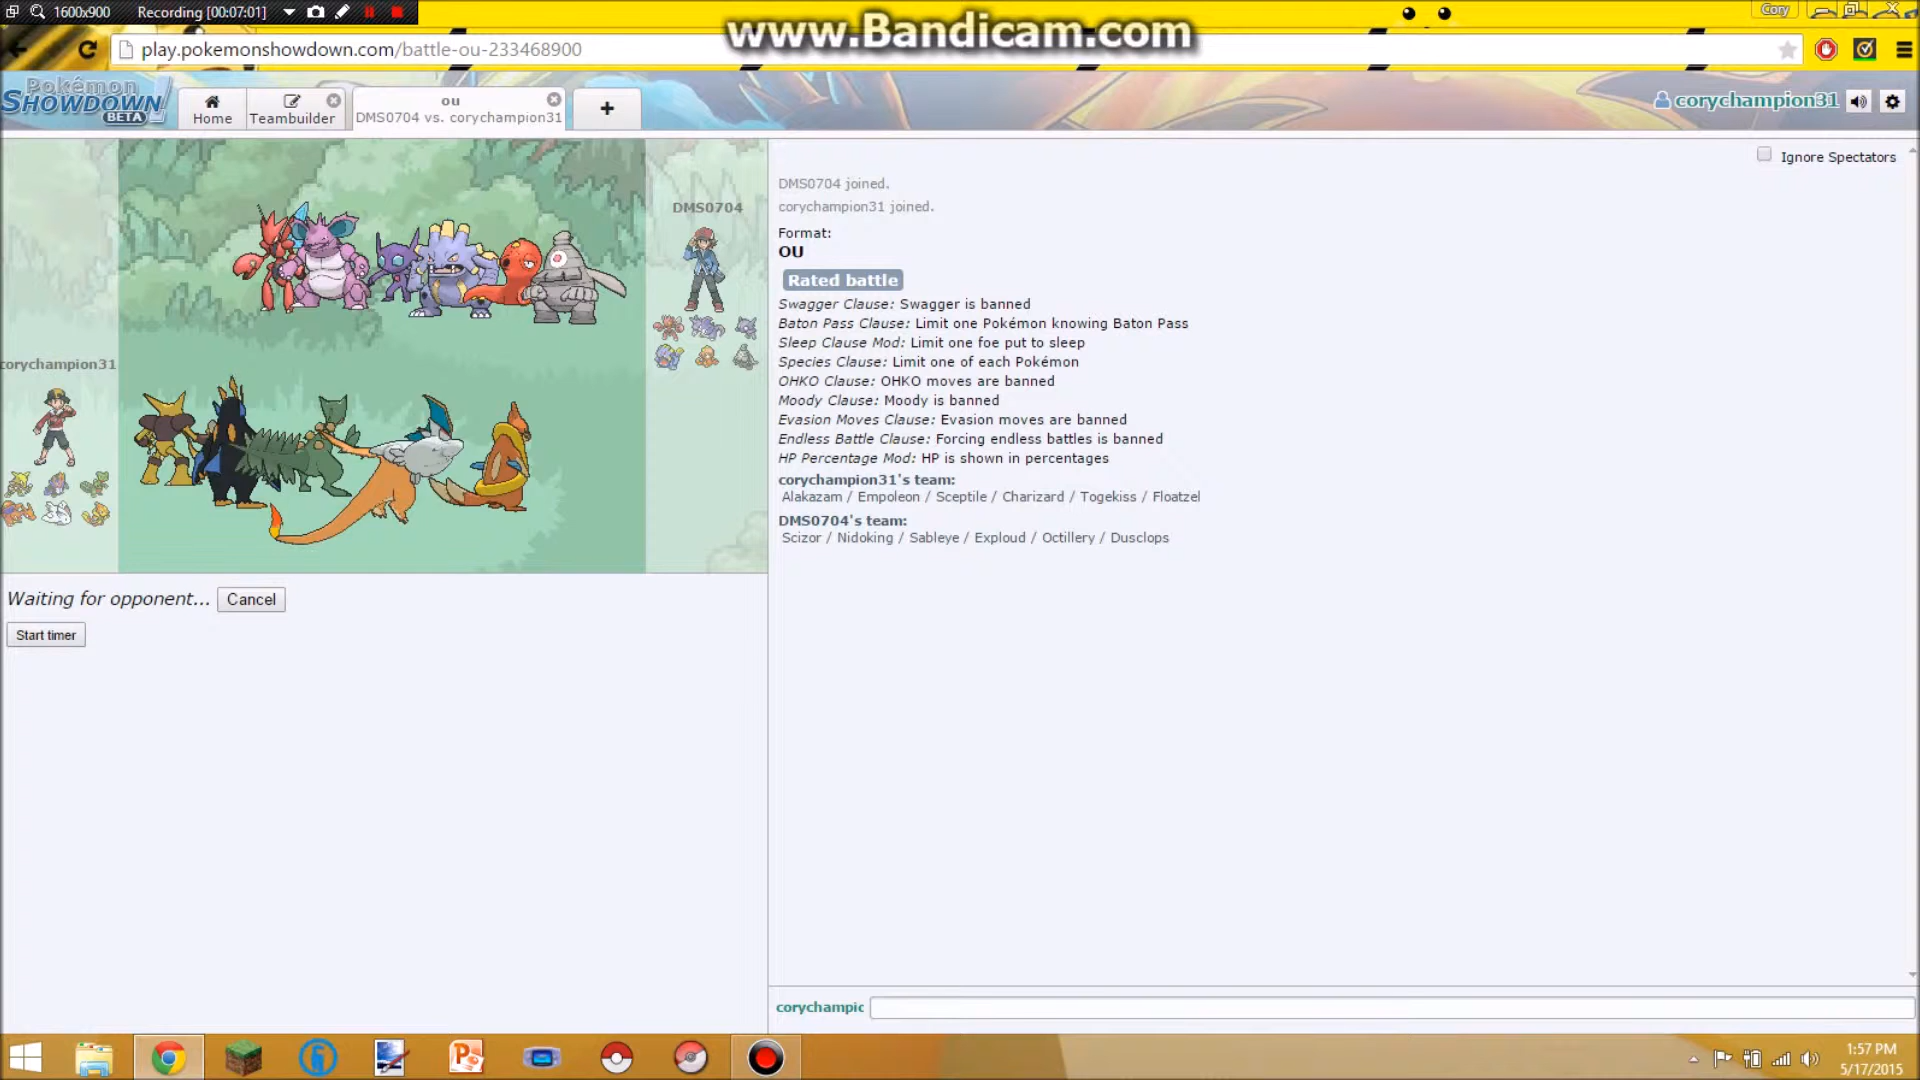 1600x900 Recording [00:07:01]
www.Bandicam.com
Cory
play.pokemonshowdown.com/battle-ou-233468900
Pokémon
SHOWDOWN!
BETA
Home
Teambuilder
ou
DMS0704 vs. corychampion31
+
corychampion31
Ignore Spectators
DMS0704
corychampion31
DMS0704 joined.
corychampion31 joined.
Format:
OU
Rated battle
Swagger Clause: Swagger is banned
Baton Pass Clause: Limit one Pokémon knowing Baton Pass
Sleep Clause Mod: Limit one foe put to sleep
Species Clause: Limit one of each Pokémon
OHKO Clause: OHKO moves are banned
Moody Clause: Moody is banned
Evasion Moves Clause: Evasion moves are banned
Endless Battle Clause: Forcing endless battles is banned
HP Percentage Mod: HP is shown in percentages
corychampion31's team:
Alakazam / Empoleon / Sceptile / Charizard / Togekiss / Floatzel
DMS0704's team:
Scizor / Nidoking / Sableye / Exploud / Octillery / Dusclops
Waiting for opponent... Cancel
Start timer
corychampic
1:57 PM
5/17/2015